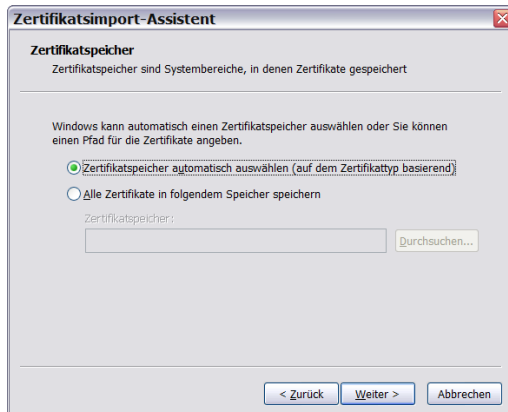 Zertifikatsimport-Assistent
Zertifikatspeicher
Zertifikatspeicher sind Systembereiche, in denen Zertifikate gespeichert
Windows kann automatisch einen Zertifikatspeicher auswählen oder Sie können
einen Pfad für die Zertifikate angeben.
Zertifikatspeicher automatisch auswählen (auf dem Zertifikattyp basierend)
Alle Zertifikate in folgendem Speicher speichern
Zertifikatspeicher:
Durchsuchen...
< Zurück Weiter > Abbrechen